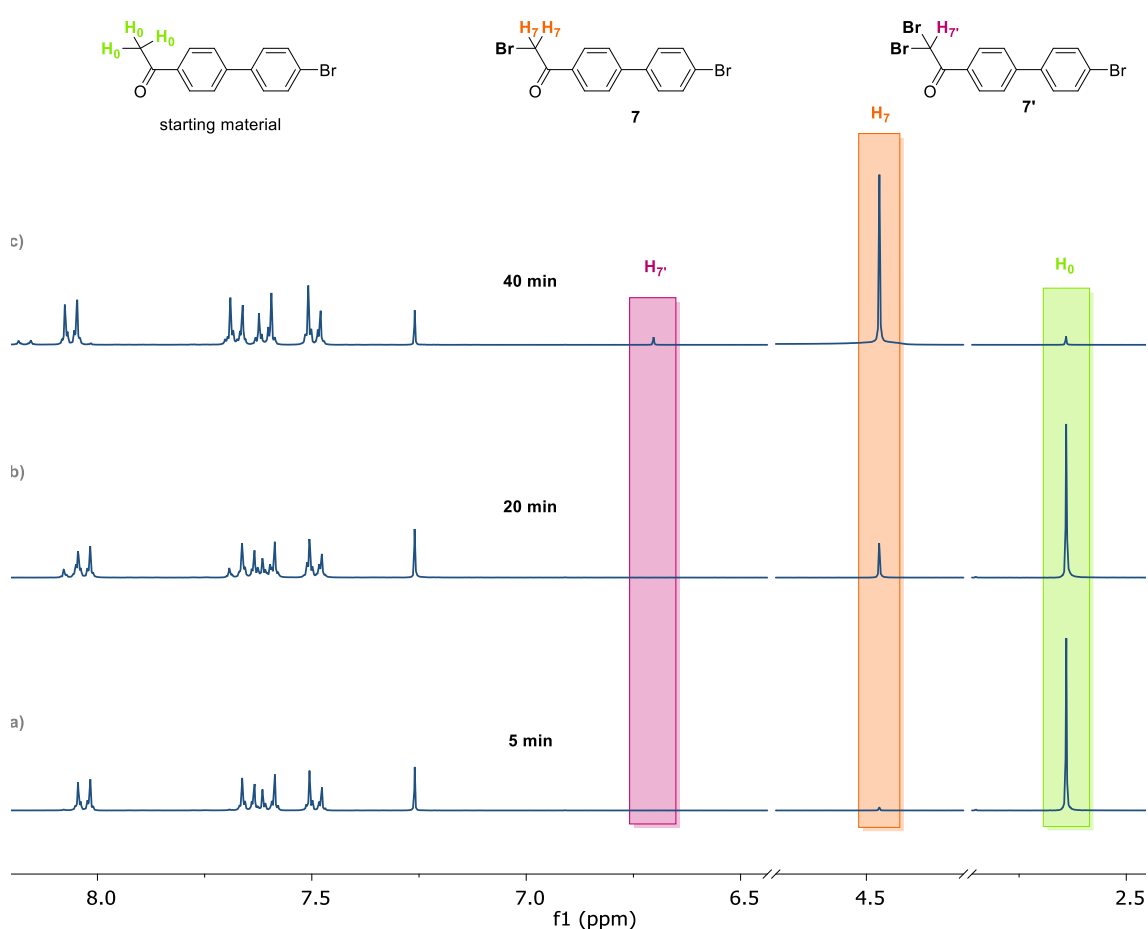 H0 H0 H0 O Br
starting material
Br H7 H7 O Br
7
Br Br H7' O Br
7'
H7
c)
40 min
H7'
H0
b)
20 min
a)
5 min
8.0 7.5 7.0 6.5 4.5 2.5
f1 (ppm)